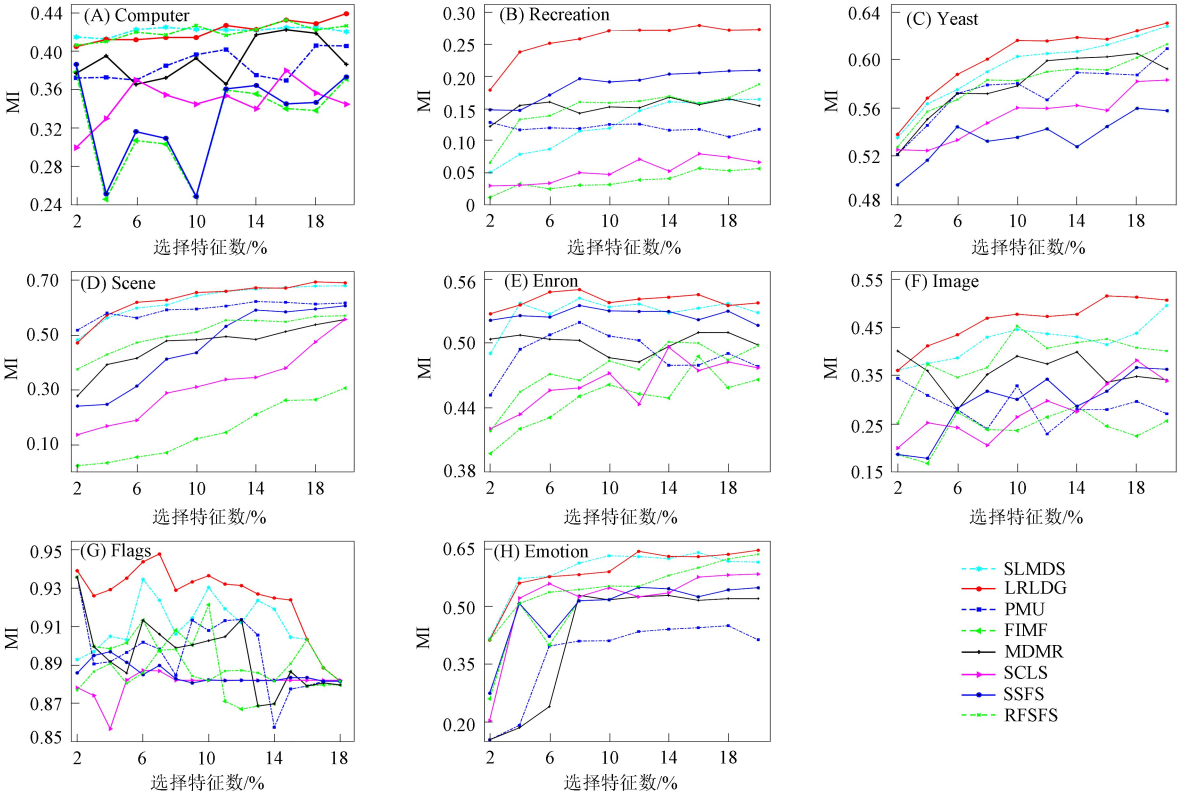 (A) Computer
MI
0.44
0.40
0.36
0.32
0.28
0.24
2 6 10 14 18
选择特征数/%
(B) Recreation
MI
0.30
0.25
0.20
0.15
0.10
0.05
0
2 6 10 14 18
选择特征数/%
(C) Yeast
MI
0.64
0.60
0.56
0.52
0.48
2 6 10 14 18
选择特征数/%
(D) Scene
MI
0.70
0.50
0.30
0.10
2 6 10 14 18
选择特征数/%
(E) Enron
MI
0.56
0.50
0.44
0.38
2 6 10 14 18
选择特征数/%
(F) Image
MI
0.55
0.45
0.35
0.25
0.15
2 6 10 14 18
选择特征数/%
(G) Flags
MI
0.95
0.93
0.91
0.89
0.87
0.85
2 6 10 14 18
选择特征数/%
(H) Emotion
MI
0.65
0.50
0.35
0.20
2 6 10 14 18
选择特征数/%
SLMDS
LRLDG
PMU
FIMF
MDMR
SCLS
SSFS
RFSFS